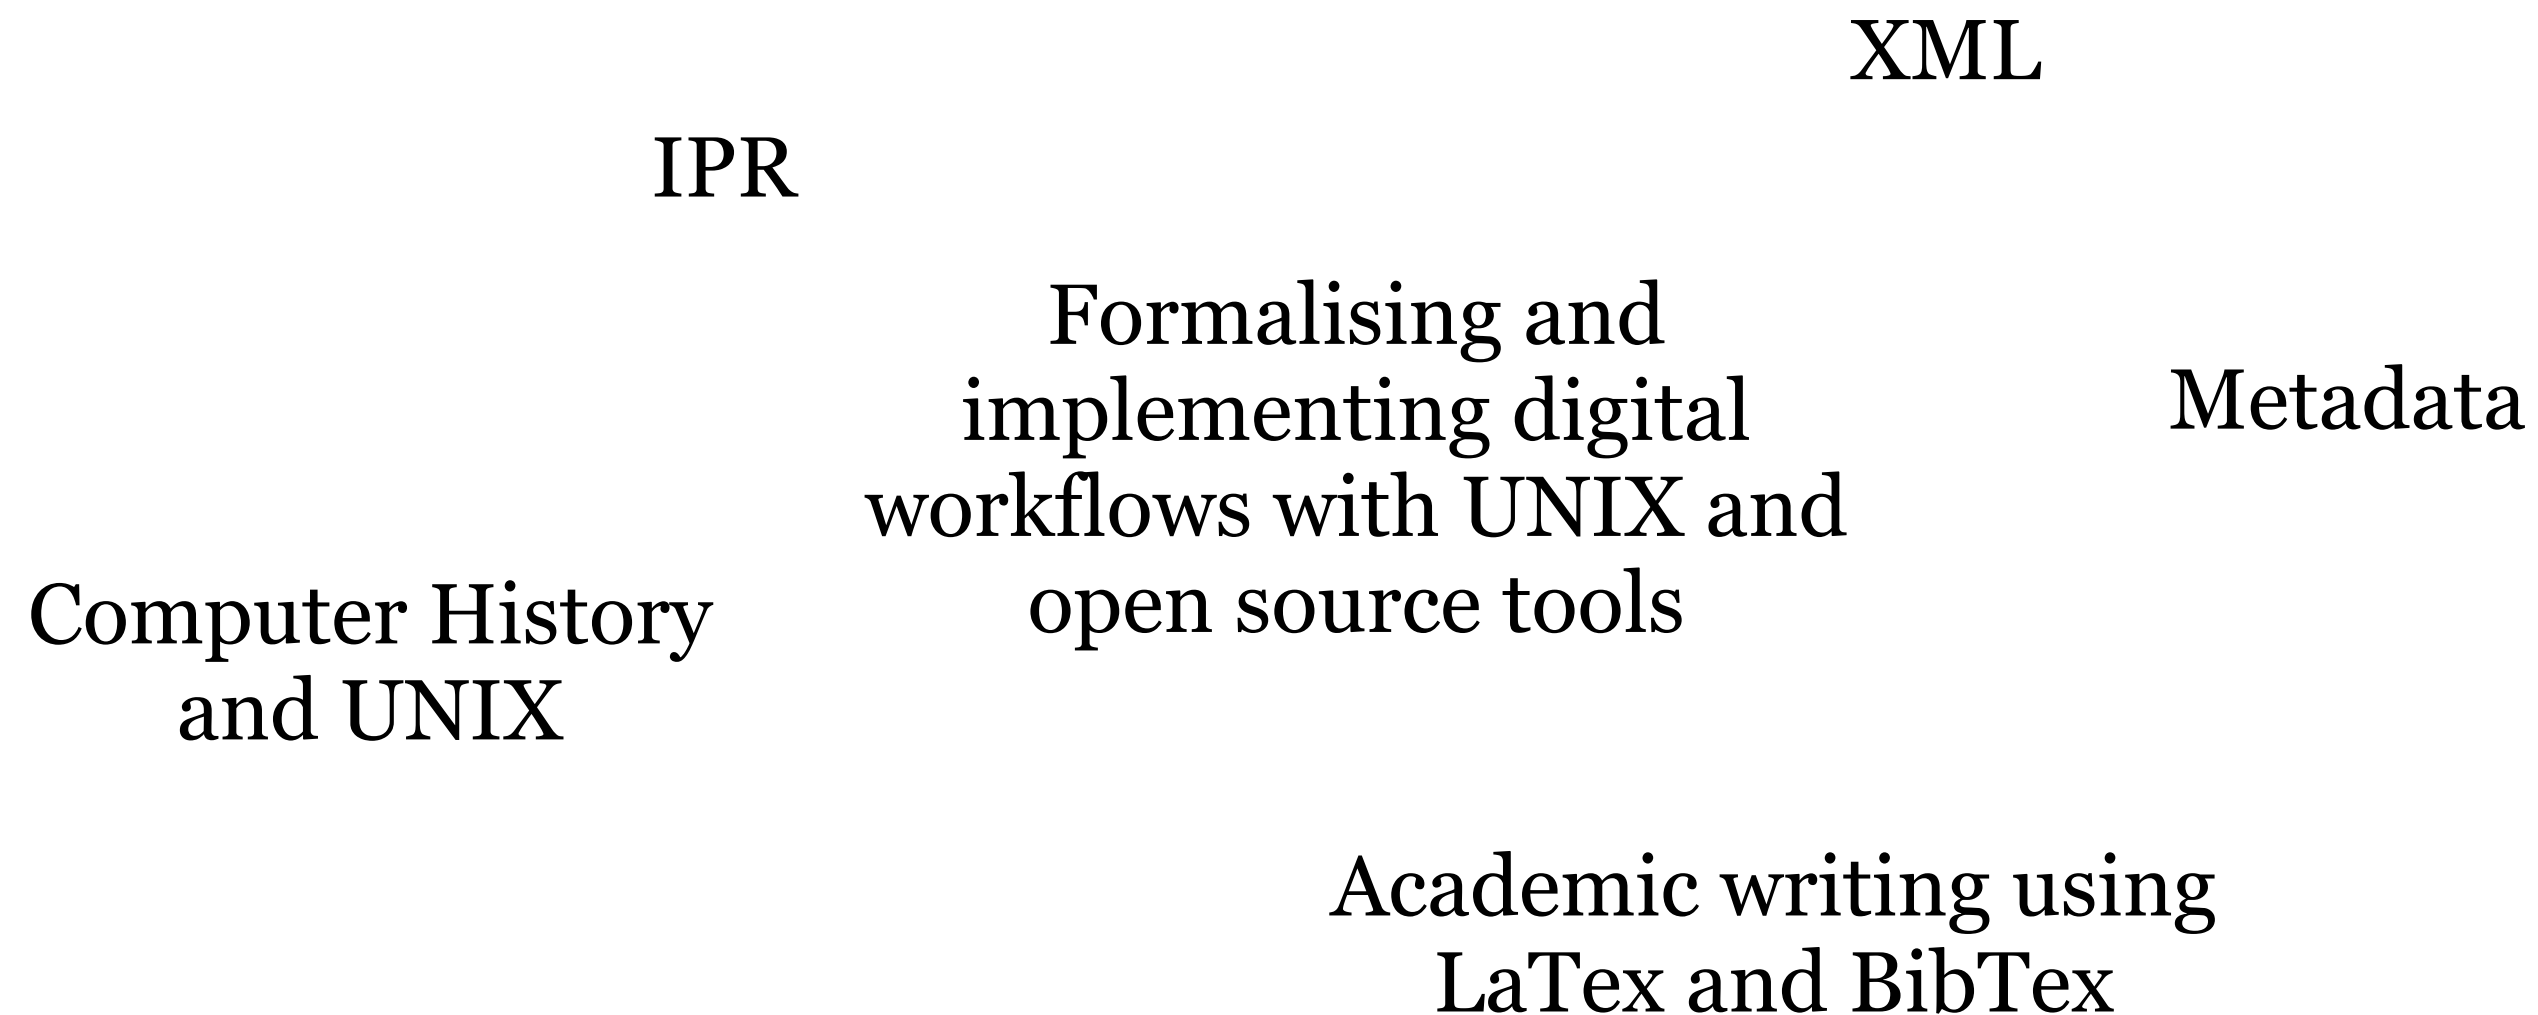 XML
IPR
Formalising and
implementing digital
workflows with UNIX and
open source tools
Metadata
Computer History
and UNIX
Academic writing using
LaTex and BibTex